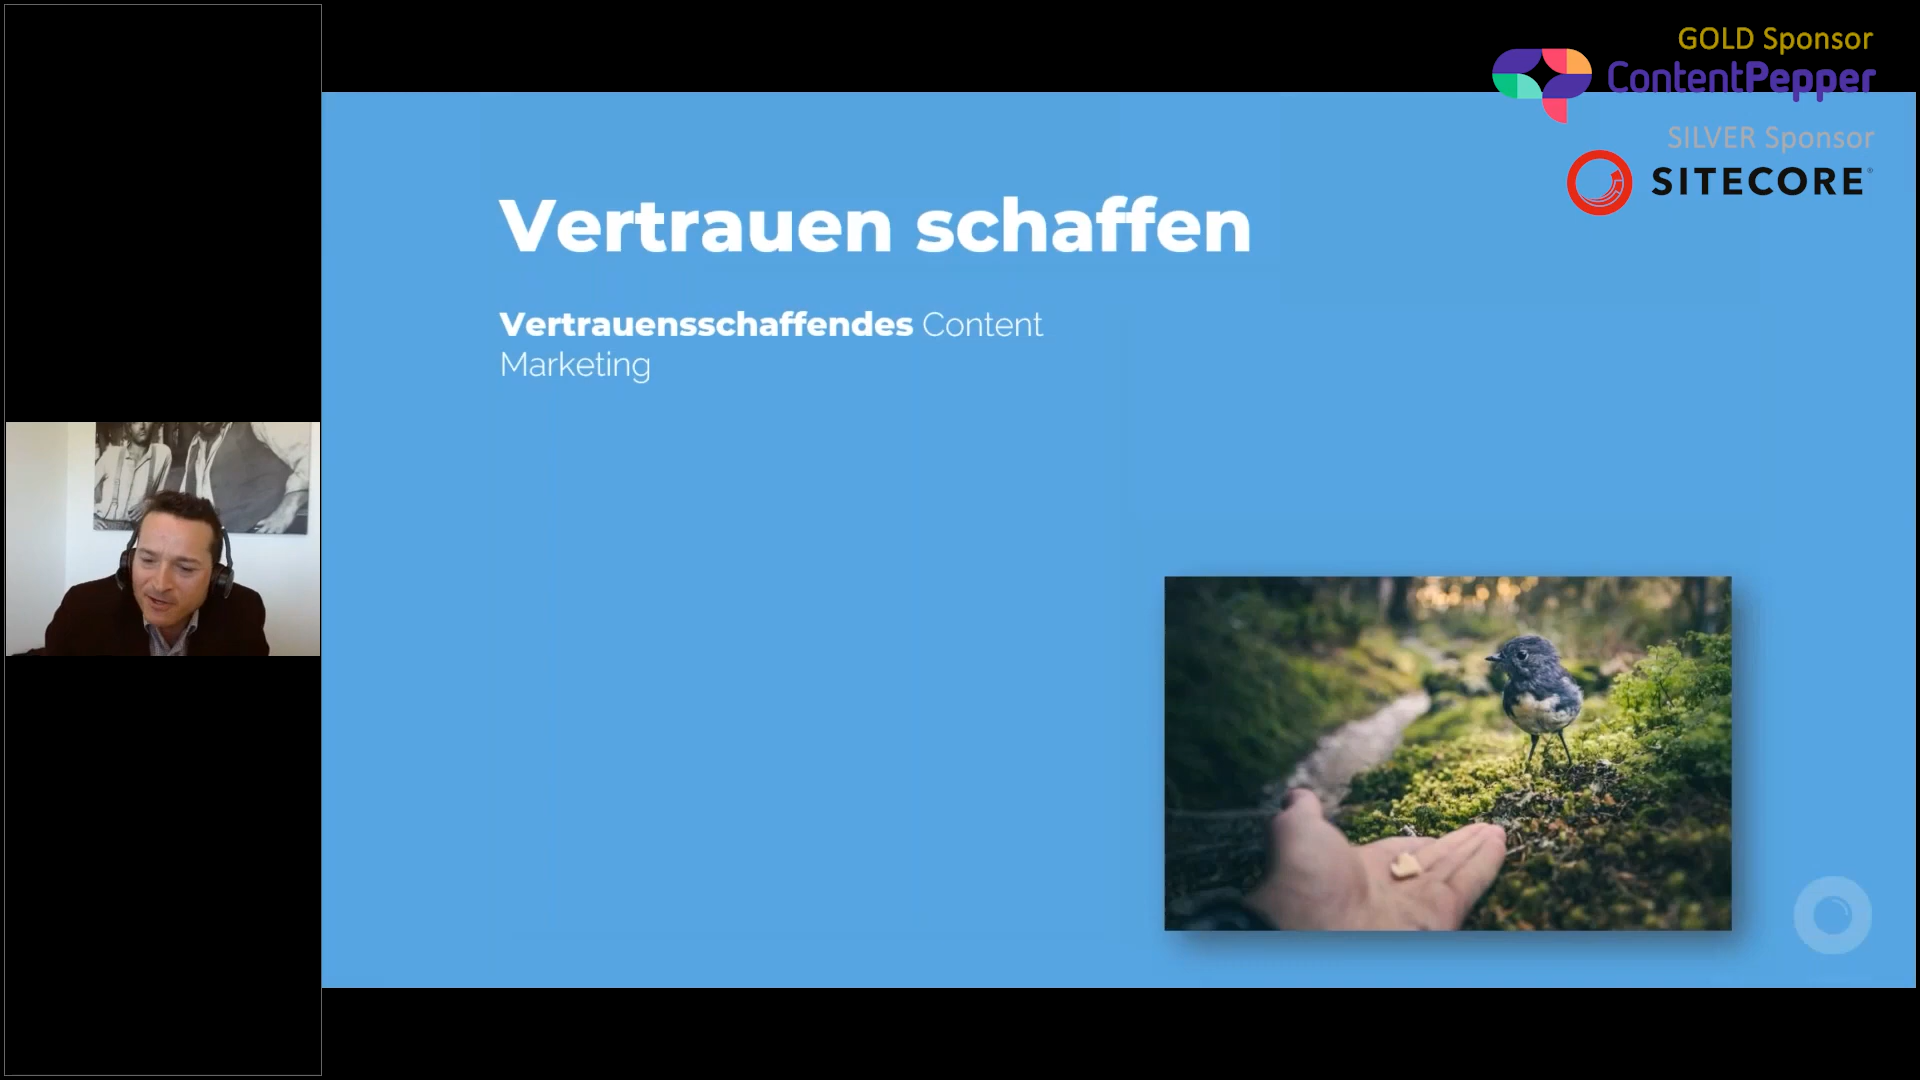 GOLD Sponsor
ContentPepper
SILVER Sponsor
SITECORE®
Vertrauen schaffen
Vertrauensschaffendes Content
Marketing